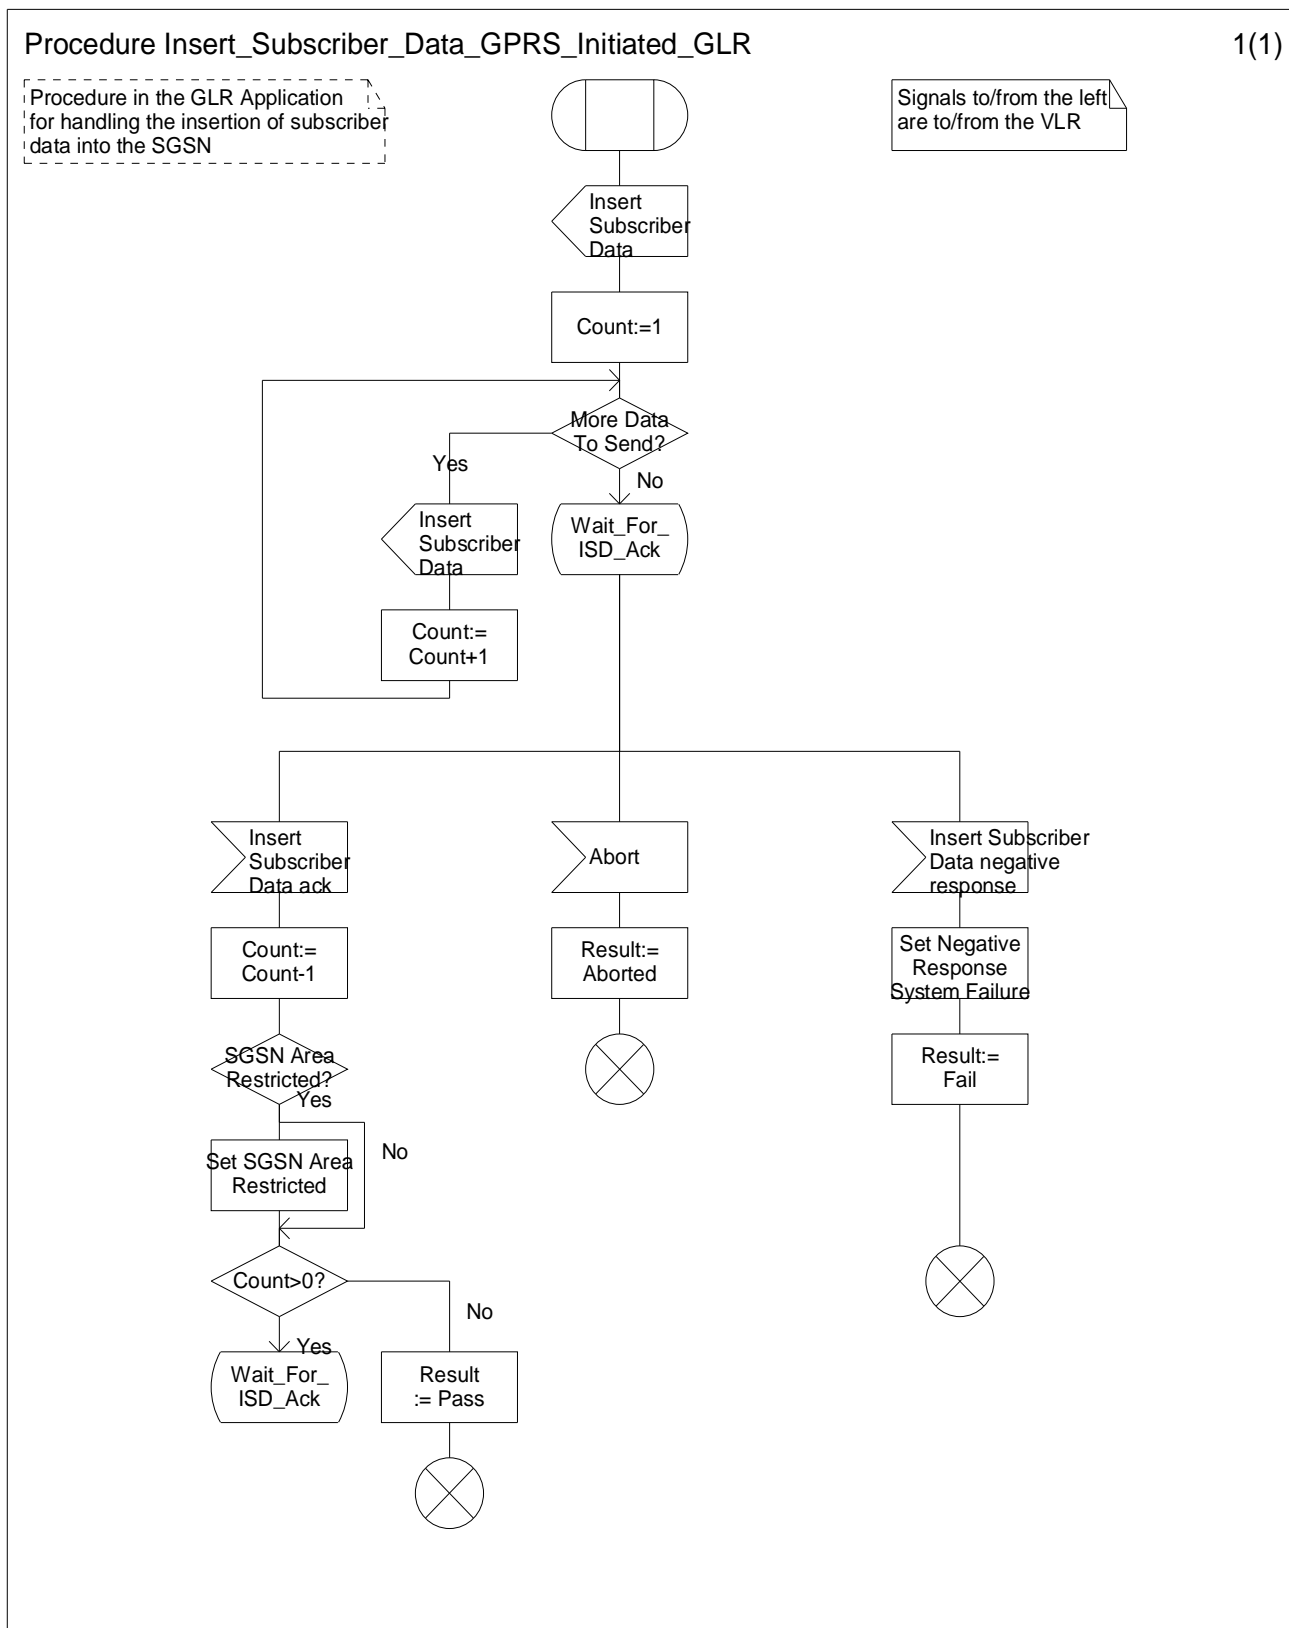 Procedure Insert_Subscriber_Data_GPRS_Initiated_GLR
1(1)
Procedure in the GLR Application
for handling the insertion of subscriber
data into the SGSN
Signals to/from the left
are to/from the VLR
Insert
Subscriber
Data
Count:=1
More Data
To Send?
Yes
No
Insert
Subscriber
Data
Wait_For_
ISD_Ack
Count:=
Count+1
Insert
Subscriber
Data ack
Abort
Insert Subscriber
Data negative
response
Count:=
Count-1
Result:=
Aborted
Set Negative
Response
System Failure
SGSN Area
Restricted?
Yes
No
Result:=
Fail
Set SGSN Area
Restricted
Count>0?
No
Yes
Wait_For_
ISD_Ack
Result
:= Pass